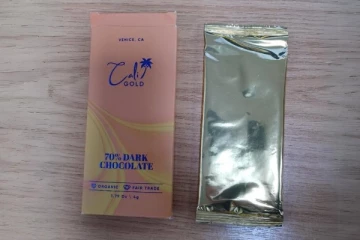 VENICE, CA
Cali
GOLD
70% DARK
CHOCOLATE
ORGANIC FAIR TRADE